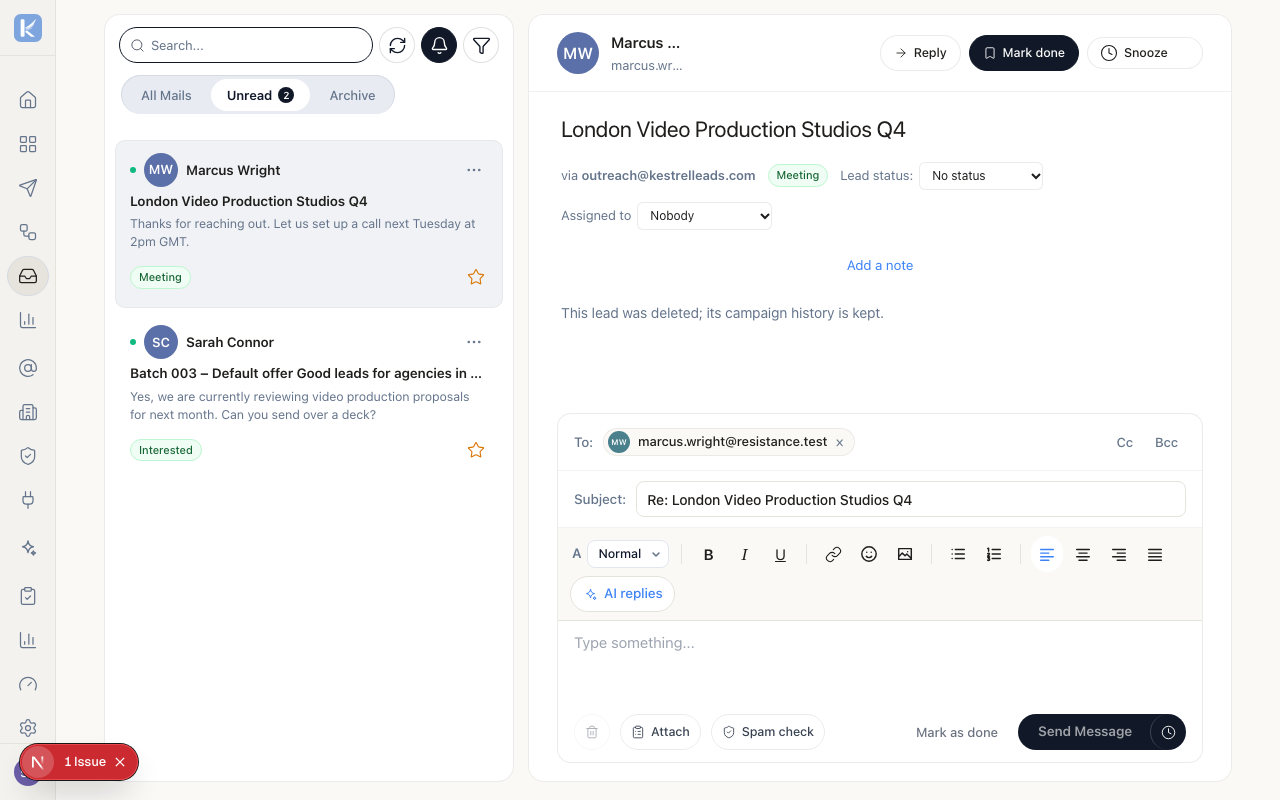 Search...
All Mails
Unread 2
Archive
MW
Marcus Wright
London Video Production Studios Q4
Thanks for reaching out. Let us set up a call next Tuesday at
2pm GMT.
Meeting
SC
Sarah Connor
Batch 003 – Default offer Good leads for agencies in ...
Yes, we are currently reviewing video production proposals
for next month. Can you send over a deck?
Interested
MW
Marcus ...
marcus.wr...
Reply
Mark done
Snooze
London Video Production Studios Q4
via outreach@kestrelleads.com
Meeting
Lead status:
No status
Assigned to
Nobody
Add a note
This lead was deleted; its campaign history is kept.
To:
MW
marcus.wright@resistance.test ×
Cc
Bcc
Subject:
Re: London Video Production Studios Q4
A
Normal
B
I
U
AI replies
Type something...
Attach
Spam check
Mark as done
Send Message
N
1 Issue